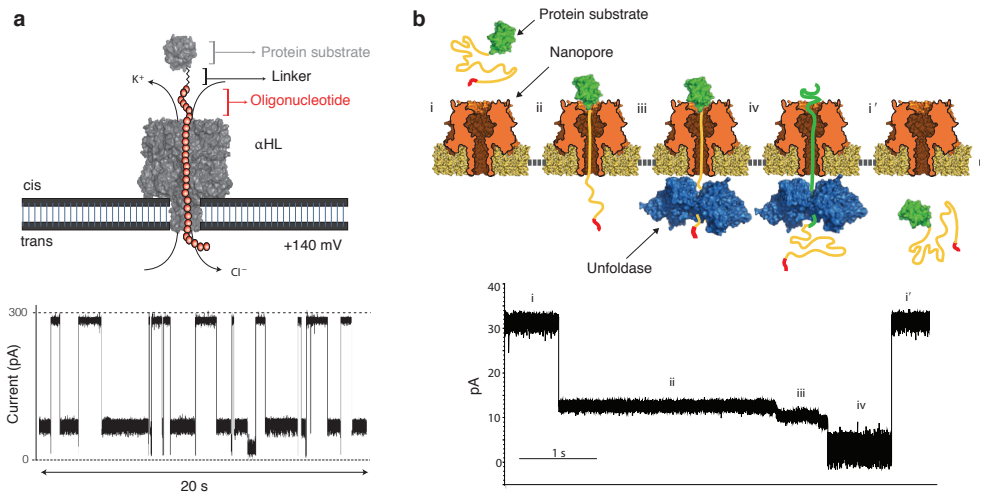 a
Protein substrate
Linker
Oligonucleotide
K+
αHL
cis
trans
+140 mV
Cl−
300
Current (pA)
0
20 s
b
Protein substrate
Nanopore
i
ii
iii
iv
i′
Unfoldase
40
30
20
10
0
pA
i
ii
iii
iv
i′
1 s